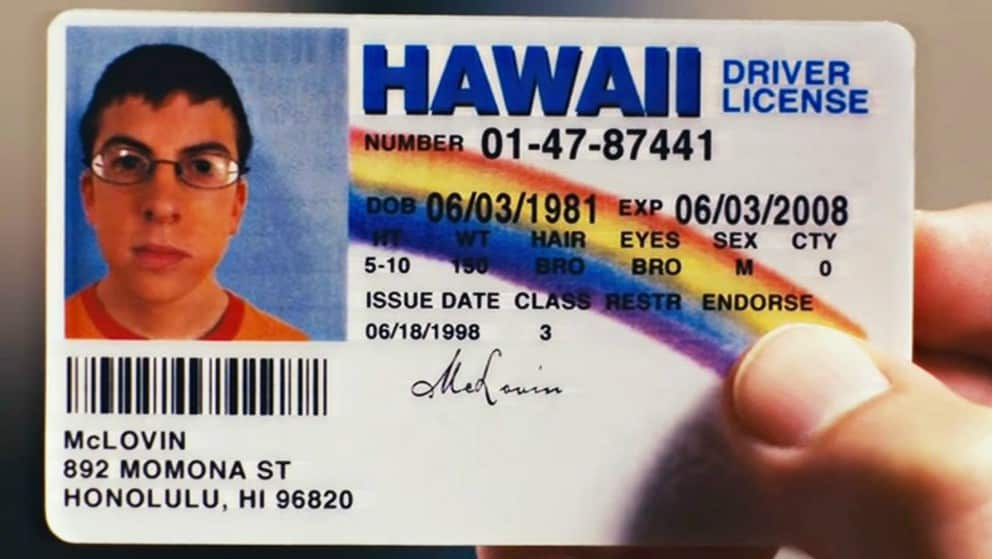 HAWAII DRIVER LICENSE
NUMBER 01-47-87441
DOB 06/03/1981 EXP 06/03/2008
HT WT HAIR EYES SEX CTY
5-10 150 BRO BRO M 0
ISSUE DATE CLASS RESTR ENDORSE
06/18/1998 3
McLovin
McLOVIN
892 MOMONA ST
HONOLULU, HI 96820